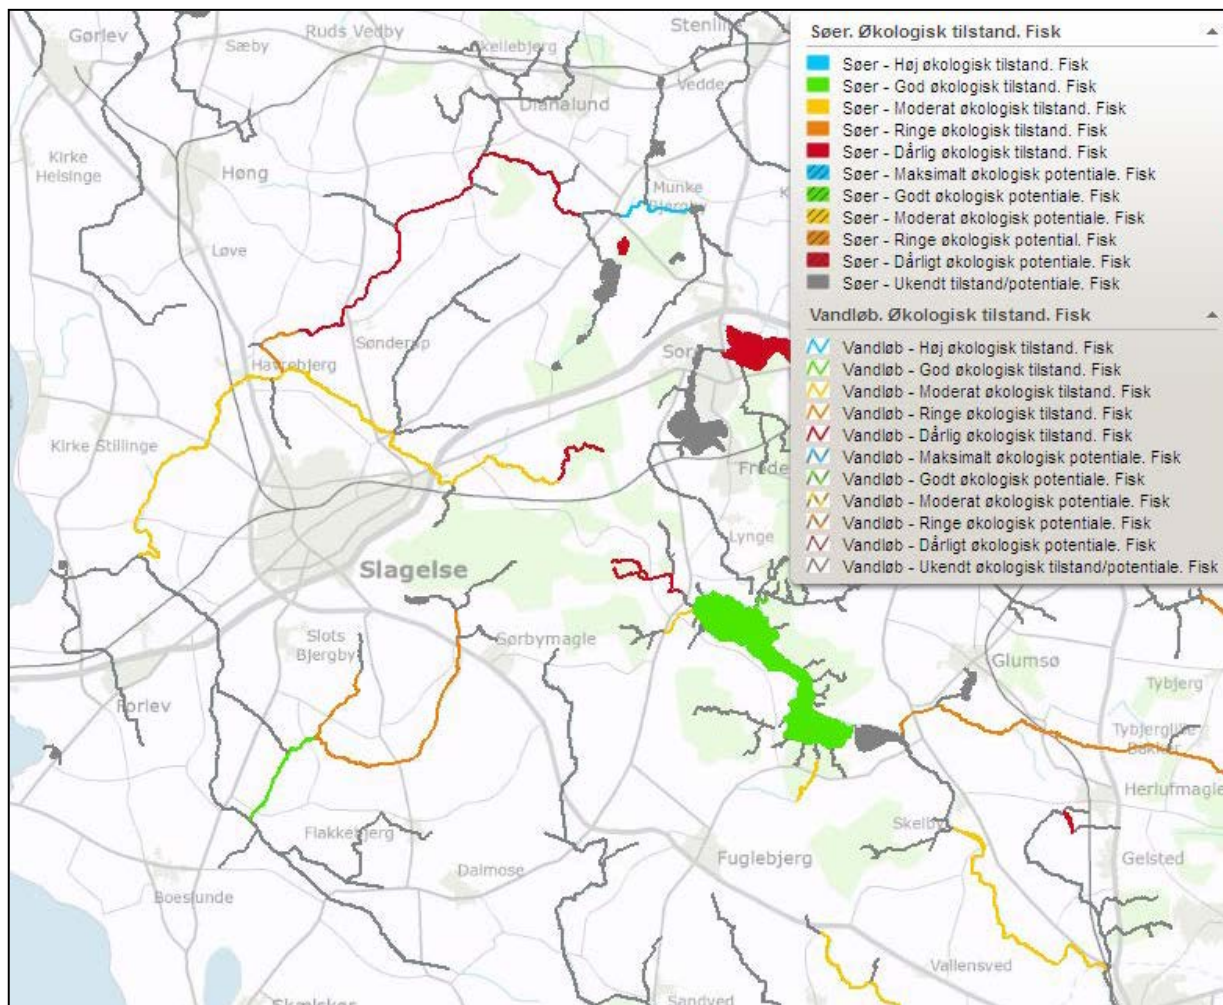 Gørlev
Sæby
Ruds Vedby
Skellebjerg
Stenlille
Vedde
Dianalund
Kirke
Helsinge
Høng
Munke
Løve
Sønderup
Havrebjerg
Kirke Stillinge
Lynge
Slagelse
Slots
Bjergby
Gørbymagle
Glumsø
Tybjerg
Forlev
Tybjerglille
Bakker
Herlufmagle
Flakkebjerg
Skelby
Gelsted
Dalmose
Fuglebjerg
Boeslunde
Vallensved
Sandved
Søer. Økologisk tilstand. Fisk
Søer - Høj økologisk tilstand. Fisk
Søer - God økologisk tilstand. Fisk
Søer - Moderat økologisk tilstand. Fisk
Søer - Ringe økologisk tilstand. Fisk
Søer - Dårlig økologisk tilstand. Fisk
Søer - Maksimalt økologisk potentiale. Fisk
Søer - Godt økologisk potentiale. Fisk
Søer - Moderat økologisk potentiale. Fisk
Søer - Ringe økologisk potential. Fisk
Søer - Dårligt økologisk potentiale. Fisk
Søer - Ukendt tilstand/potentiale. Fisk
Vandløb. Økologisk tilstand. Fisk
Vandløb - Høj økologisk tilstand. Fisk
Vandløb - God økologisk tilstand. Fisk
Vandløb - Moderat økologisk tilstand. Fisk
Vandløb - Ringe økologisk tilstand. Fisk
Vandløb - Dårlig økologisk tilstand. Fisk
Vandløb - Maksimalt økologisk potentiale. Fisk
Vandløb - Godt økologisk potentiale. Fisk
Vandløb - Moderat økologisk potentiale. Fisk
Vandløb - Ringe økologisk potentiale. Fisk
Vandløb - Dårligt økologisk potentiale. Fisk
Vandløb - Ukendt økologisk tilstand/potentiale. Fisk